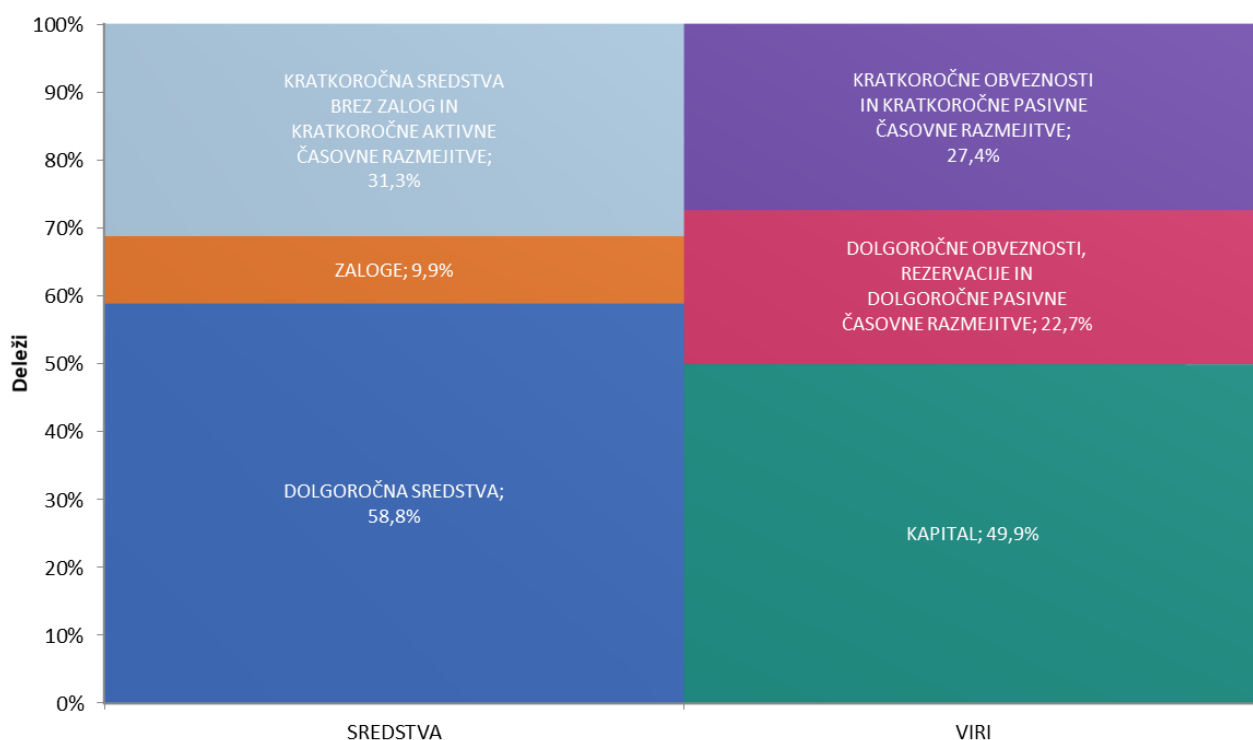 100%
90%
80%
70%
60%
50%
40%
30%
20%
10%
0%
Deleži
KRATKOROČNA SREDSTVA
BREZ ZALOG IN
KRATKOROČNE AKTIVNE
ČASOVNE RAZMEJITVE;
31,3%
ZALOGE; 9,9%
DOLGOROČNA SREDSTVA;
58,8%
KRATKOROČNE OBVEZNOSTI
IN KRATKOROČNE PASIVNE
ČASOVNE RAZMEJITVE;
27,4%
DOLGOROČNE OBVEZNOSTI,
REZERVACIJE IN
DOLGOROČNE PASIVNE
ČASOVNE RAZMEJITVE; 22,7%
KAPITAL; 49,9%
SREDSTVA
VIRI